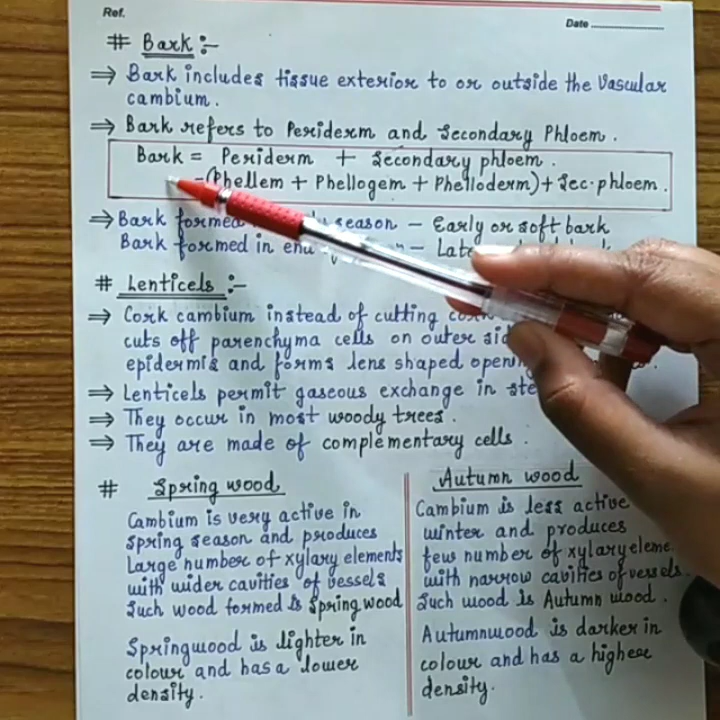 Ref.
Date
# Bark :-
⇒ Bark includes tissue exterior to or outside the Vascular
cambium.
⇒ Bark refers to Periderm and Secondary Phloem.
Bark = Periderm + Secondary phloem.
(Phellem + Phellogem + Phelloderm) + Sec. phloem.
⇒ Bark formed season - Early or soft bark
Bark formed in end - Late
# Lenticels :-
⇒ Cork cambium instead of cutting
cuts off parenchyma cells on outer
epidermis and forms lens shaped
⇒ Lenticels permit gaseous exchange in
⇒ They occur in most woody trees.
⇒ They are made of complementary cells.
# Spring wood
Cambium is very active in
Spring season and produces
Large number of xylary elements
with wider cavities of vessels
Such wood formed is Spring wood
Springwood is lighter in
colour and has a lower
density.
Autumn wood
Cambium is less active
winter and produces
few number of xylary
with narrow cavities of vessels.
Such wood is Autumn wood.
Autumnwood is darker in
colour and has a higher
density.